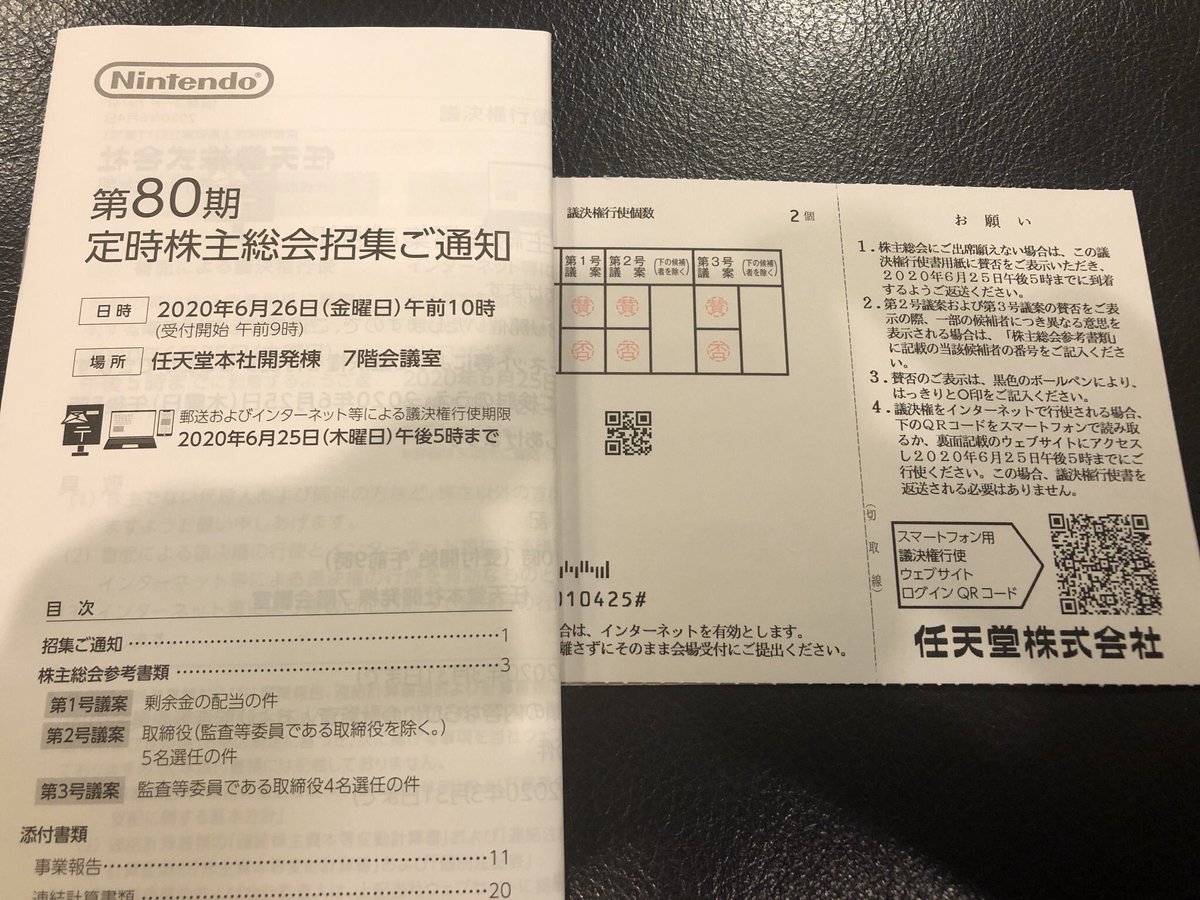 Nintendo®
第80期
定時株主総会招集ご通知
日時 2020年6月26日(金曜日)午前10時
(受付開始 午前9時)
場所 任天堂本社開発棟 7階会議室
郵送およびインターネット等による議決権行使期限
2020年6月25日(木曜日)午後5時まで
目 次
招集ご通知 1
株主総会参考書類 3
第1号議案 剰余金の配当の件
第2号議案 取締役(監査等委員である取締役を除く。)
5名選任の件
第3号議案 監査等委員である取締役4名選任の件
添付書類
事業報告 11
連結計算書類 20
議決権行使個数 2個
第1号議案 第2号議案 (下の候補者を除く) 第3号議案 (下の候補者を除く)
賛 賛 賛
否 否 否
010425#
合は、インターネットを有効とします。
離さずにそのまま会場受付にご提出ください。
お願い
1. 株主総会にご出席願えない場合は、この議
決権行使書用紙に賛否をご表示いただき、
2020年6月25日午後5時までに到着
するようご返送ください。
2. 第2号議案および第3号議案の賛否をご表
示の際、一部の候補者につき異なる意思を
表示される場合は、「株主総会参考書類」
に記載の当該候補者の番号をご記入くださ
い。
3. 賛否のご表示は、黒色のボールペンにより、
はっきりと○印をご記入ください。
4. 議決権をインターネットで行使される場合、
下のQRコードをスマートフォンで読み取
るか、裏面記載のウェブサイトにアクセス
し2020年6月25日午後5時までにご
行使ください。この場合、議決権行使書を
返送される必要はありません。
(切取線)
スマートフォン用
議決権行使
ウェブサイト
ログインQRコード
任天堂株式会社